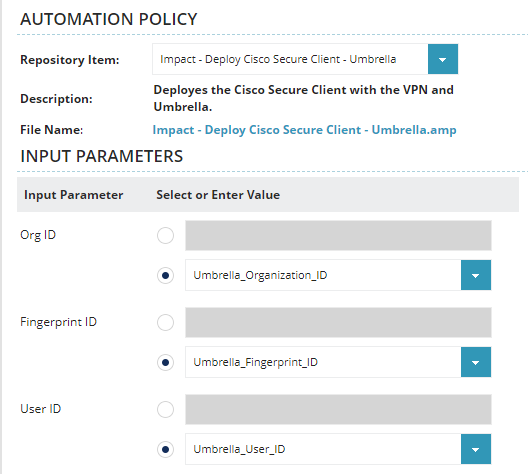 AUTOMATION POLICY
Repository Item: Impact - Deploy Cisco Secure Client - Umbrella
Description: Deployes the Cisco Secure Client with the VPN and
Umbrella.
File Name: Impact - Deploy Cisco Secure Client - Umbrella.amp
INPUT PARAMETERS
Input Parameter Select or Enter Value
Org ID
Umbrella_Organization_ID
Fingerprint ID
Umbrella_Fingerprint_ID
User ID
Umbrella_User_ID